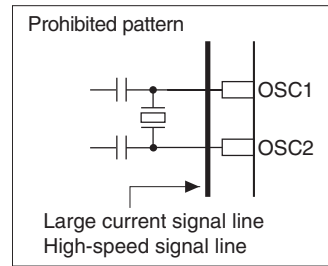 Prohibited pattern
OSC1
OSC2
Large current signal line
High-speed signal line